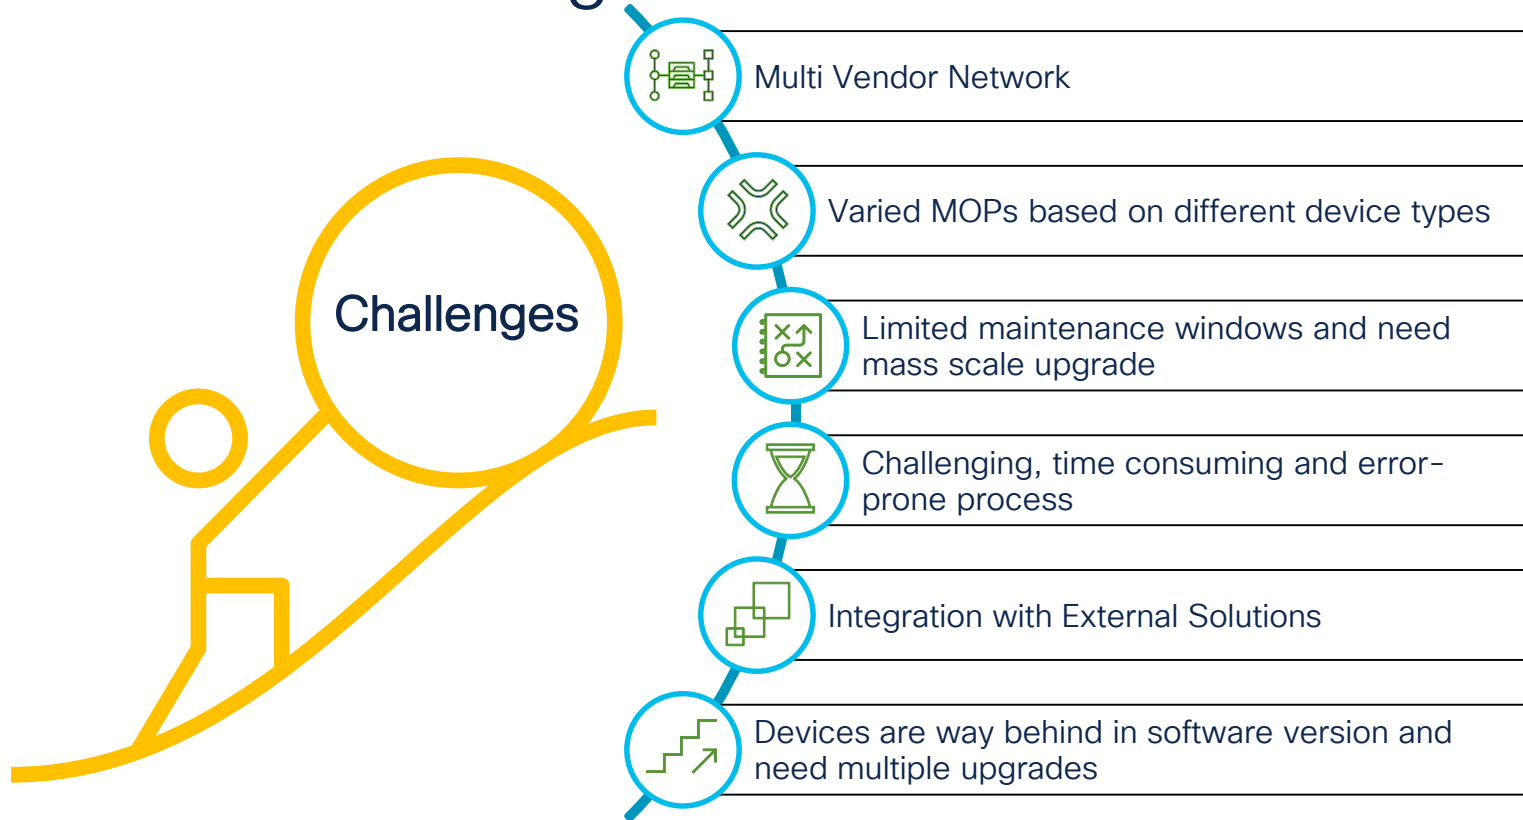 Multi Vendor Network
Varied MOPs based on different device types
Challenges
Limited maintenance windows and need
mass scale upgrade
Challenging, time consuming and error-
prone process
Integration with External Solutions
Devices are way behind in software version and
need multiple upgrades